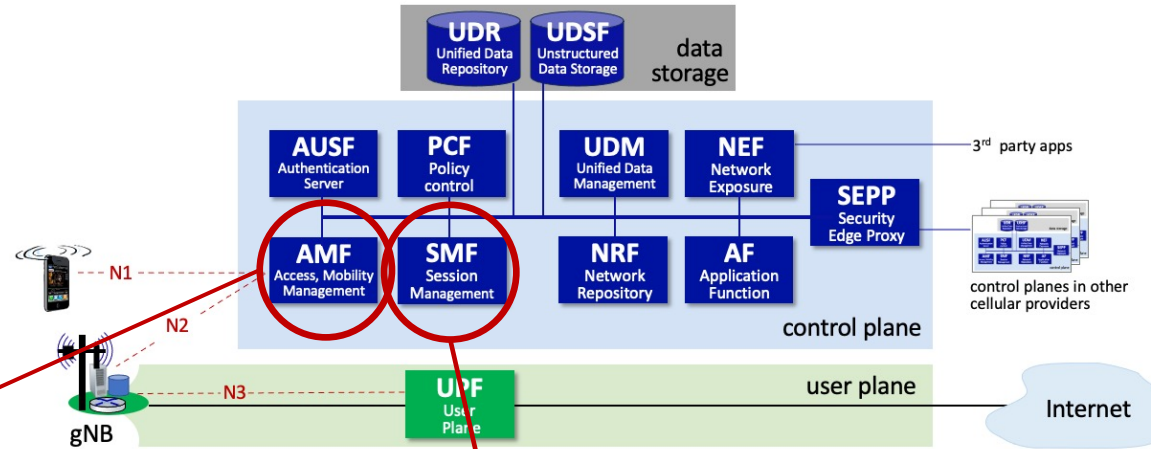 UDR
Unified Data
Repository
UDSF
Unstructured
Data Storage
data
storage
AUSF
Authentication
Server
PCF
Policy
control
UDM
Unified Data
Management
NEF
Network
Exposure
3rd party apps
SEPP
Security
Edge Proxy
AMF
Access, Mobility
Management
SMF
Session
Management
NRF
Network
Repository
AF
Application
Function
control planes in other
cellular providers
control plane
N1
N2
N3
gNB
UPF
User
Plane
user plane
Internet